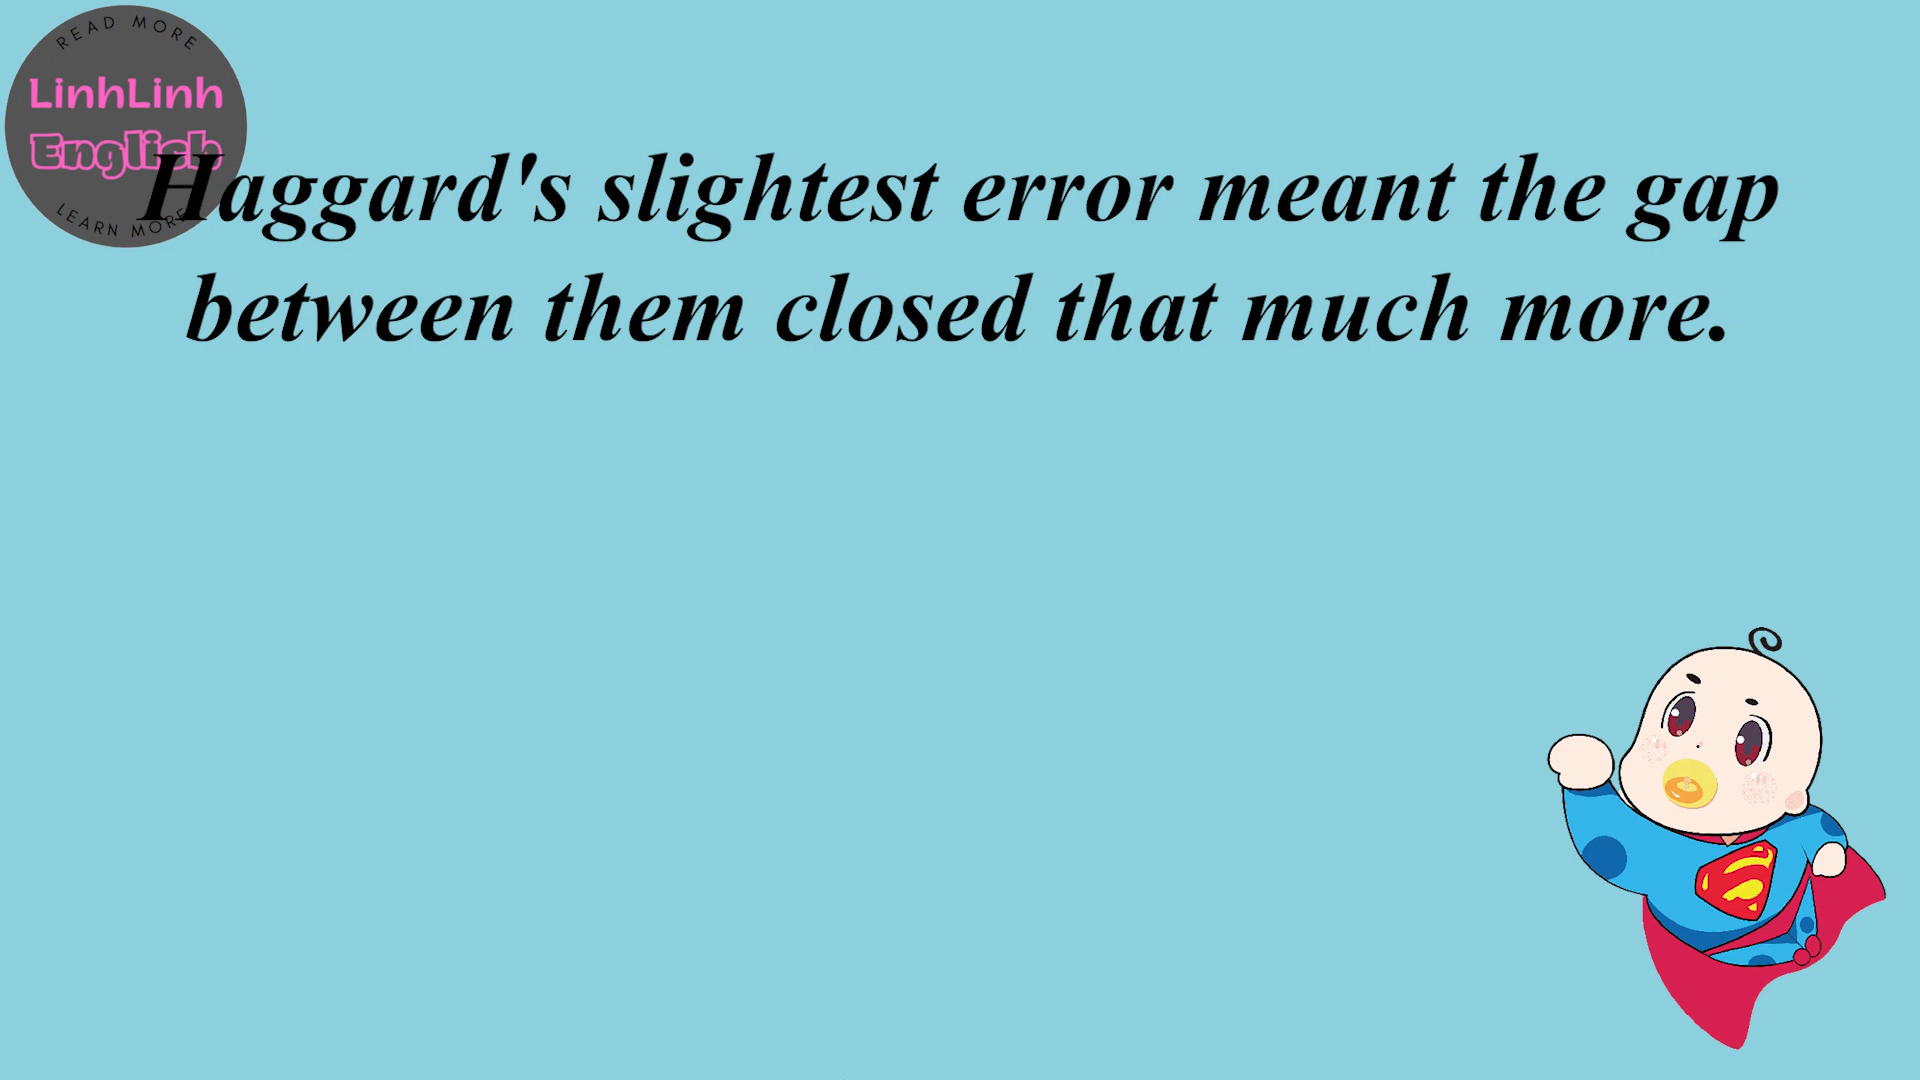 READ MORE
LinhLinh
English
LEARN MORE
Haggard's slightest error meant the gap
between them closed that much more.